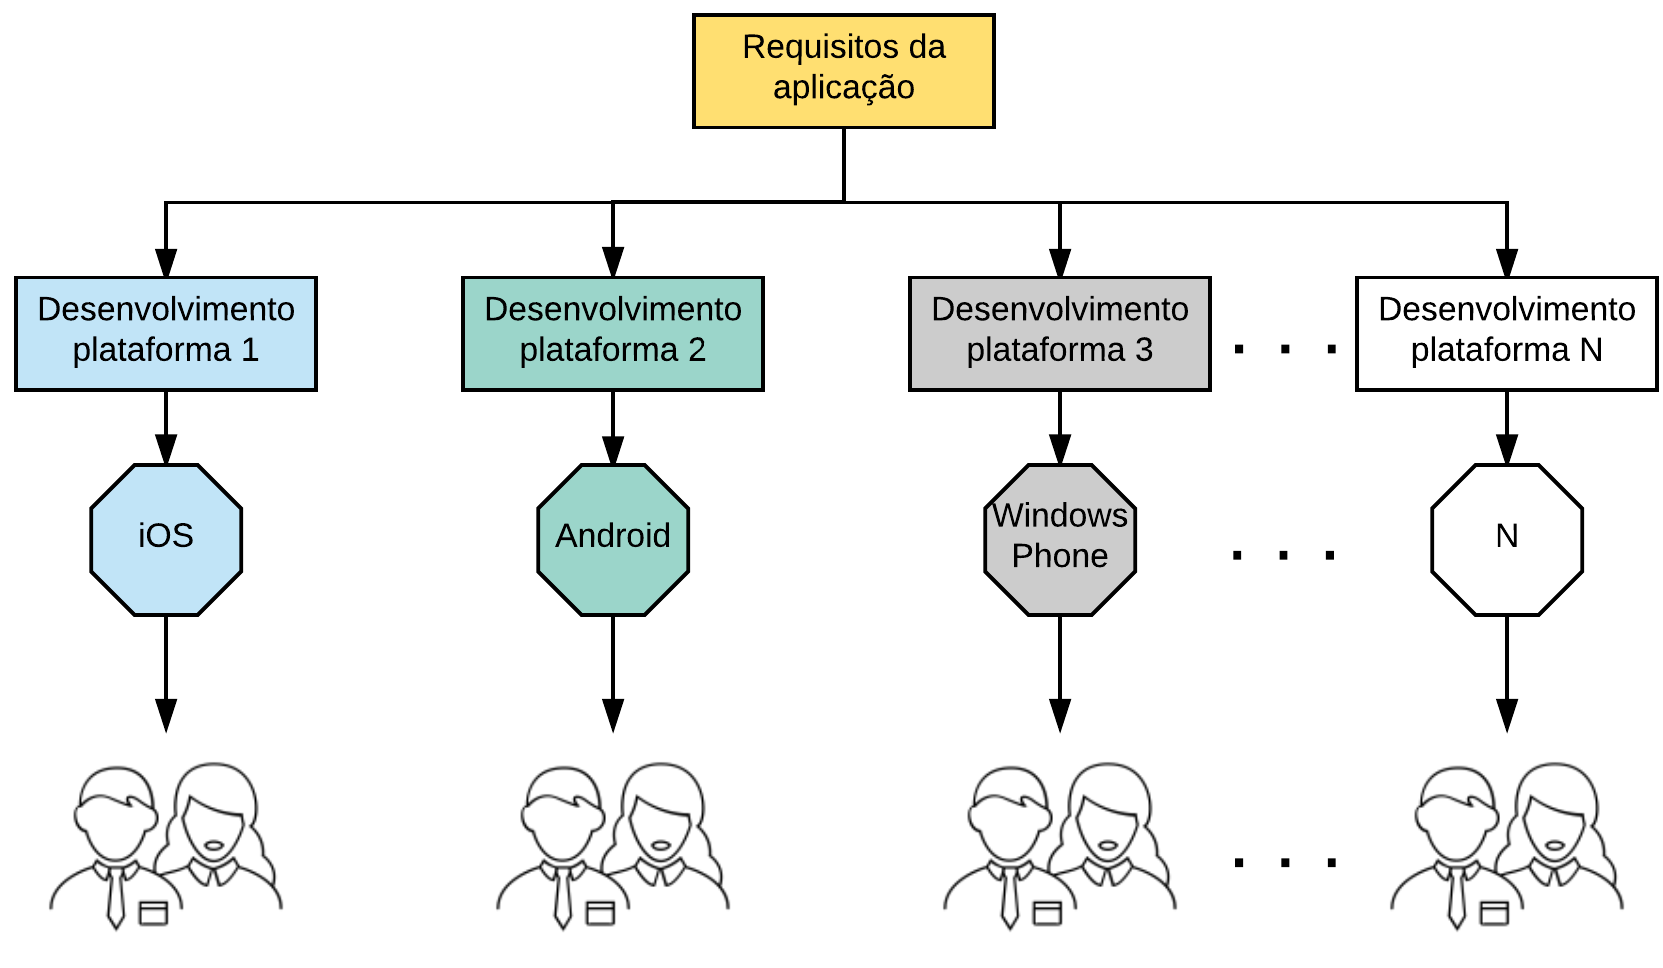 Requisitos da
aplicação
Desenvolvimento
plataforma 1
Desenvolvimento
plataforma 2
Desenvolvimento
plataforma 3
. . .
Desenvolvimento
plataforma N
iOS
Android
Windows
Phone
. . .
N
. . .